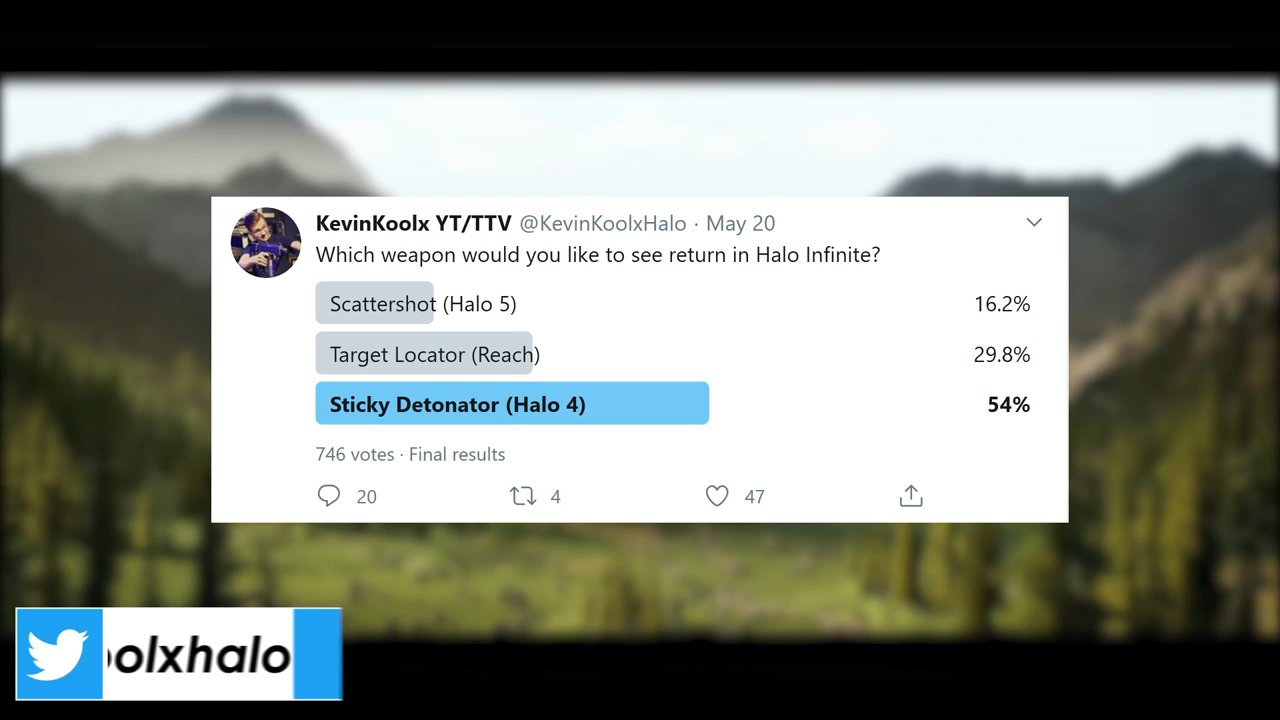 KevinKoolx YT/TTV @KevinKoolxHalo · May 20
Which weapon would you like to see return in Halo Infinite?
Scattershot (Halo 5) 16.2%
Target Locator (Reach) 29.8%
Sticky Detonator (Halo 4) 54%
746 votes · Final results
20 4 47
olxhalo